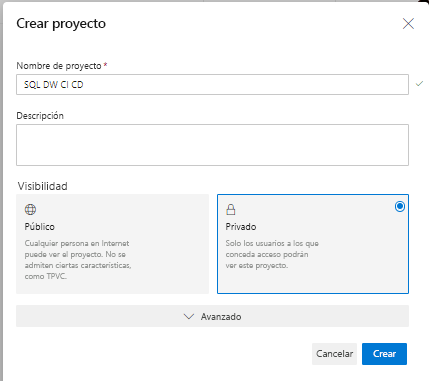 Crear proyecto
Nombre de proyecto *
SQL DW CI CD
Descripción
Visibilidad
Público
Cualquier persona en Internet
puede ver el proyecto. No se
admiten ciertas características,
como TPVC.
Privado
Solo los usuarios a los que
conceda acceso podrán
ver este proyecto.
Avanzado
Cancelar
Crear